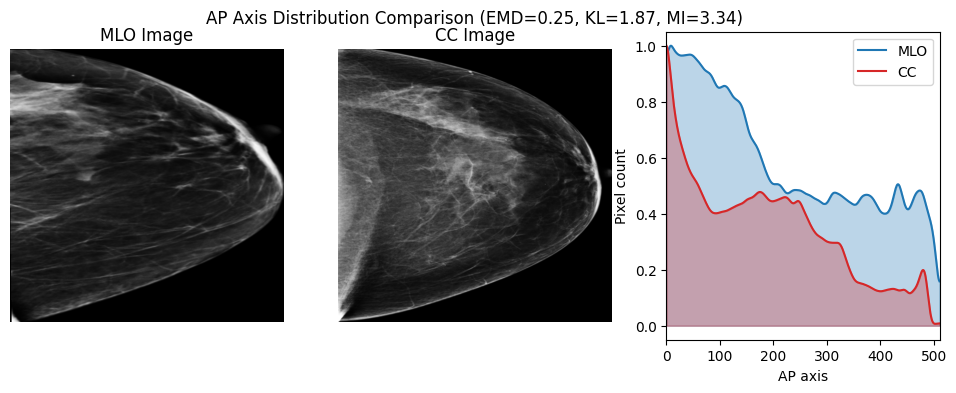 AP Axis Distribution Comparison (EMD=0.25, KL=1.87, MI=3.34)
MLO Image
CC Image
MLO
CC
Pixel count
1.0
0.8
0.6
0.4
0.2
0.0
0 100 200 300 400 500
AP axis